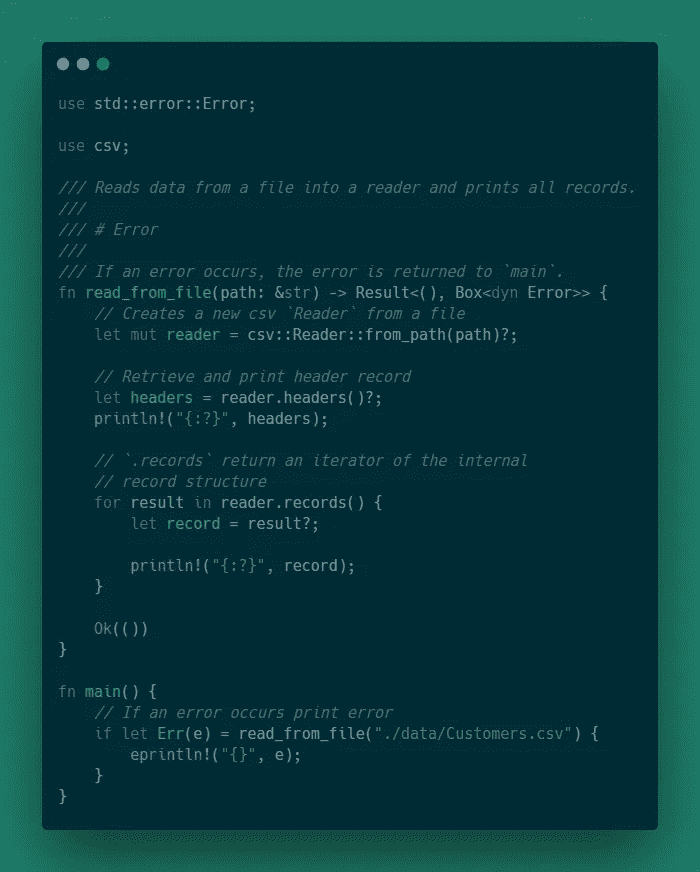 use std::error::Error;
use csv;
/// Reads data from a file into a reader and prints all records.
///
/// # Error
///
/// If an error occurs, the error is returned to `main`.
fn read_from_file(path: &str) -> Result<(), Box<dyn Error>> {
    // Creates a new csv `Reader` from a file
    let mut reader = csv::Reader::from_path(path)?;
    // Retrieve and print header record
    let headers = reader.headers()?;
    println!("{:?}", headers);
    // `.records` return an iterator of the internal
    // record structure
    for result in reader.records() {
        let record = result?;
        println!("{:?}", record);
    }
    Ok(())
}
fn main() {
    // If an error occurs print error
    if let Err(e) = read_from_file("./data/Customers.csv") {
        eprintln!("{}", e);
    }
}